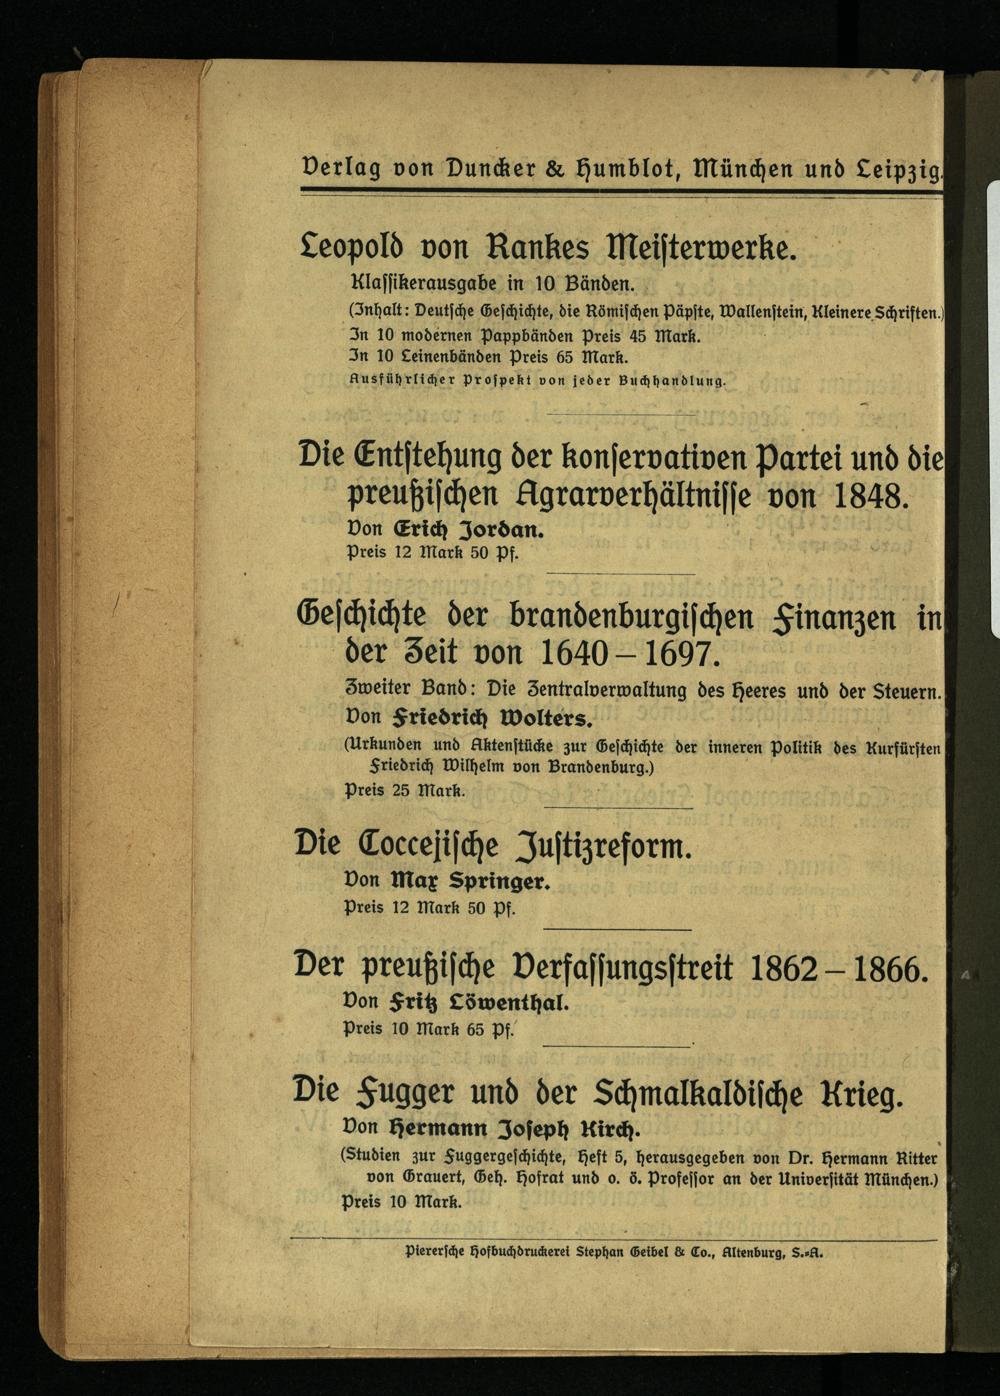 Verlag von Duncker & Humblot, München und Leipzig.
Leopold von Rankes Meisterwerke.
Klassikerausgabe in 10 Bänden.
(Inhalt: Deutsche Geschichte, die Römischen Päpste, Wallenstein, Kleinere Schriften.)
In 10 modernen Pappbänden Preis 45 Mark.
In 10 Leinenbänden Preis 65 Mark.
Ausführlicher Prospekt von jeder Buchhandlung.
Die Entstehung der konservativen Partei und die
preußischen Agrarverhältnisse von 1848.
Von Erich Jordan.
Preis 12 Mark 50 Pf.
Geschichte der brandenburgischen Finanzen in
der Zeit von 1640–1697.
Zweiter Band: Die Zentralverwaltung des Heeres und der Steuern.
Von Friedrich Wolters.
(Urkunden und Aktenstücke zur Geschichte der inneren Politik des Kurfürsten
Friedrich Wilhelm von Brandenburg.)
Preis 25 Mark.
Die Coccejische Justizreform.
Von Max Springer.
Preis 12 Mark 50 Pf.
Der preußische Verfassungsstreit 1862–1866.
Von Fritz Löwenthal.
Preis 10 Mark 65 Pf.
Die Fugger und der Schmalkaldische Krieg.
Von Hermann Joseph Kirch.
(Studien zur Fuggergeschichte, Heft 5, herausgegeben von Dr. Hermann Ritter
von Grauert, Geh. Hofrat und o. ö. Professor an der Universität München.)
Preis 10 Mark.
Pierersche Hofbuchdruckerei Stephan Geibel & Co., Altenburg, S.-A.